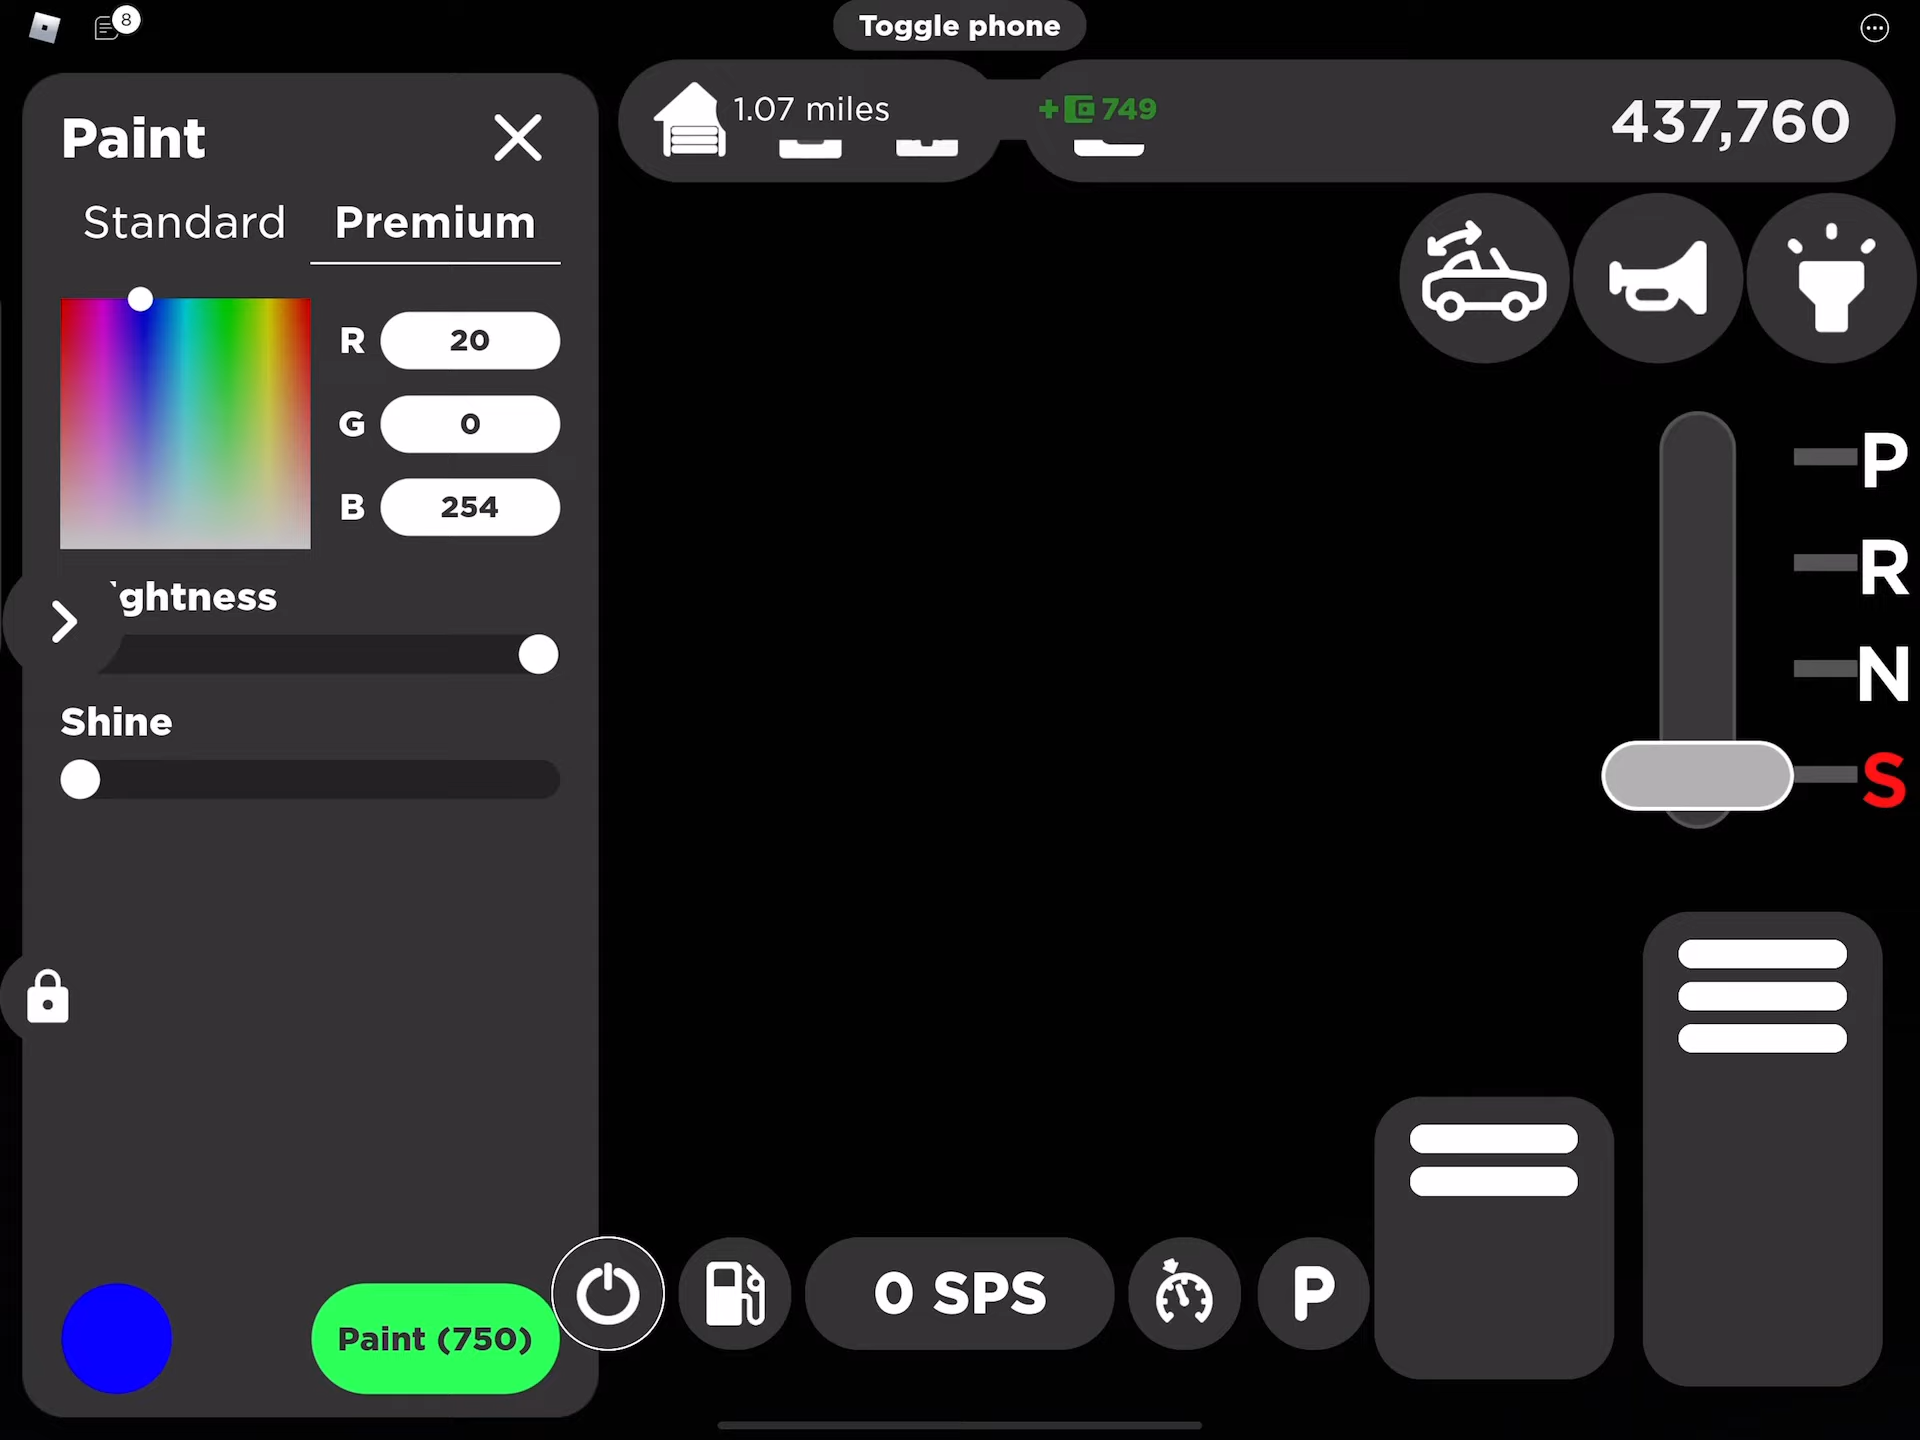 8
Toggle phone
Paint
1.07 miles
+ 749
437,760
Standard
Premium
R
20
G
0
B
254
P
R
N
S
ightness
Shine
Paint (750)
0 SPS
P